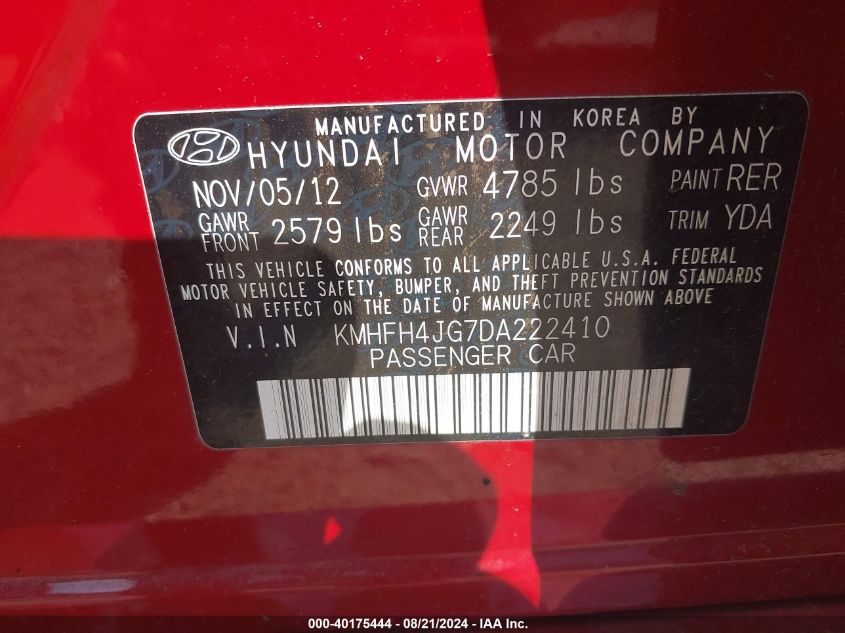 MANUFACTURED IN KOREA BY
HYUNDAI MOTOR COMPANY
NOV/05/12 GVWR 4785 lbs PAINT RER
GAWR FRONT 2579 lbs GAWR REAR 2249 lbs TRIM YDA
THIS VEHICLE CONFORMS TO ALL APPLICABLE U.S.A. FEDERAL
MOTOR VEHICLE SAFETY, BUMPER, AND THEFT PREVENTION STANDARDS
IN EFFECT ON THE DATE OF MANUFACTURE SHOWN ABOVE
V.I.N KMHFH4JG7DA222410
PASSENGER CAR
000-40175444 - 08/21/2024 - IAA Inc.